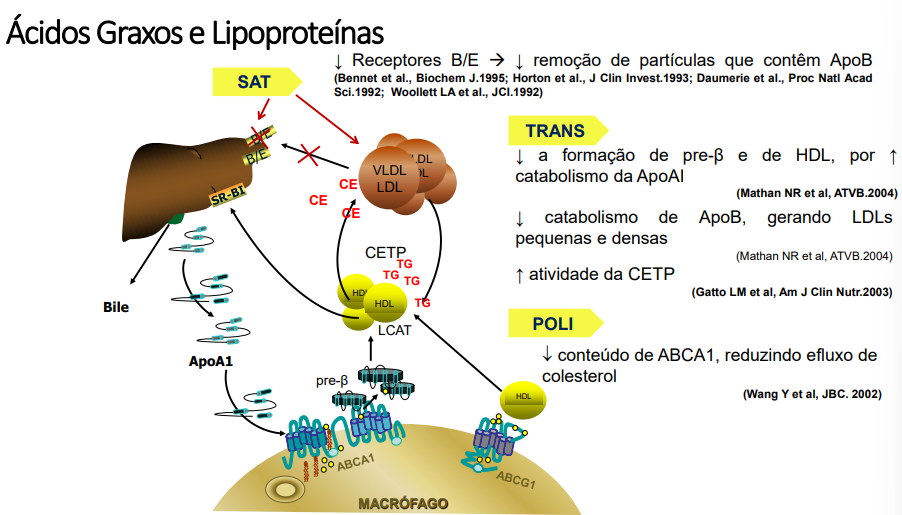 Ácidos Graxos e Lipoproteínas
↓ Receptores B/E → ↓ remoção de partículas que contêm ApoB
(Bennet et al., Biochem J.1995; Horton et al., J Clin Invest.1993; Daumerie et al., Proc Natl Acad
Sci.1992; Woollett LA et al., JCI.1992)
SAT
B/E
B/E
SR-BI
VLDL
LDL
VLDL
CE
CE
CE
CETP
TG
TG
TG
TG
HDL
HDL
LCAT
Bile
ApoA1
pre-β
ABCA1
HDL
ABCG1
MACRÓFAGO
TRANS
↓ a formação de pre-β e de HDL, por ↑
catabolismo da ApoAI
(Mathan NR et al, ATVB.2004)
↓ catabolismo de ApoB, gerando LDLs
pequenas e densas
(Mathan NR et al, ATVB.2004)
↑ atividade da CETP
(Gatto LM et al, Am J Clin Nutr.2003)
POLI
↓ conteúdo de ABCA1, reduzindo efluxo de
colesterol
(Wang Y et al, JBC. 2002)